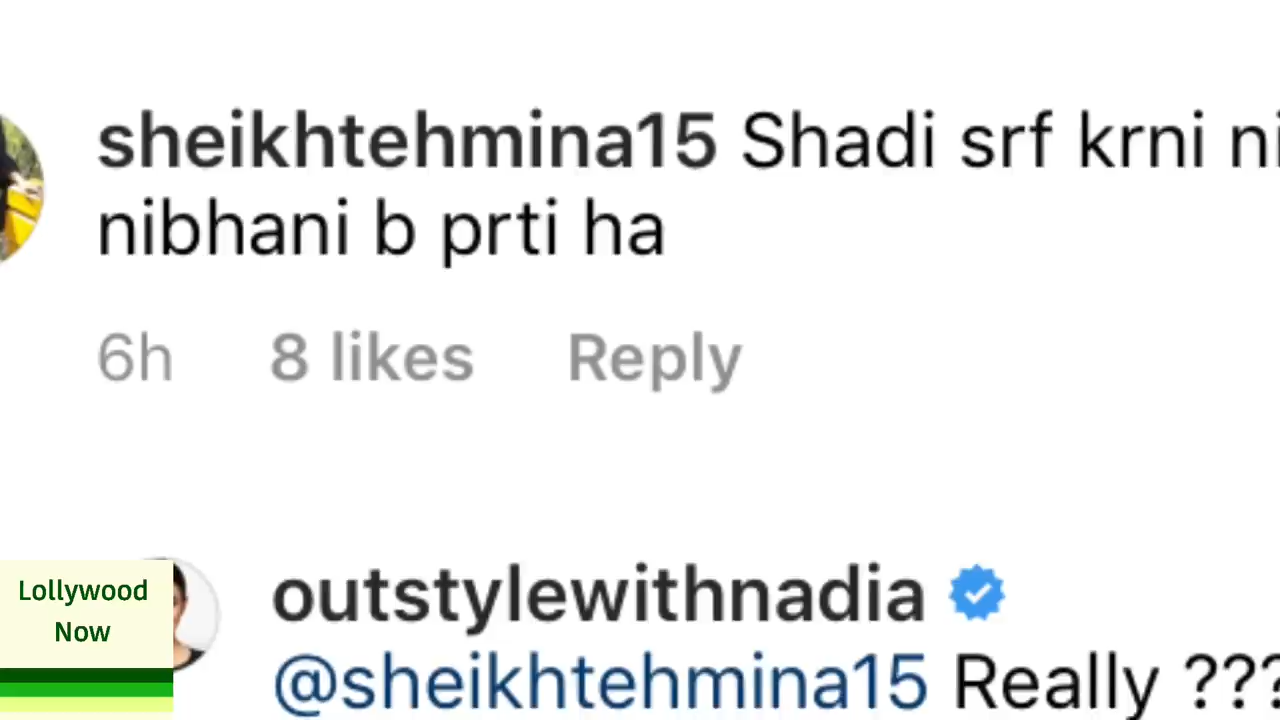 sheikhtehmina15 Shadi srf krni
nibhani b prti ha
6h 8 likes Reply
outstylewithnadia
@sheikhtehmina15 Really ???
Lollywood
Now